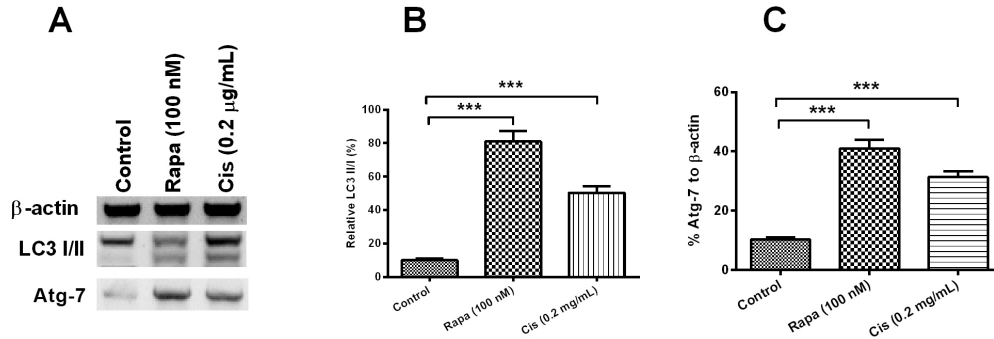 A
Control
Rapa (100 nM)
Cis (0.2 μg/mL)
β-actin
LC3 I/II
Atg-7
B
***
***
Relative LC3 II/I (%)
100
80
60
40
20
0
Control
Rapa (100 nM)
Cis (0.2 mg/mL)
C
***
***
% Atg-7 to β-actin
60
40
20
0
Control
Rapa (100 nM)
Cis (0.2 mg/mL)